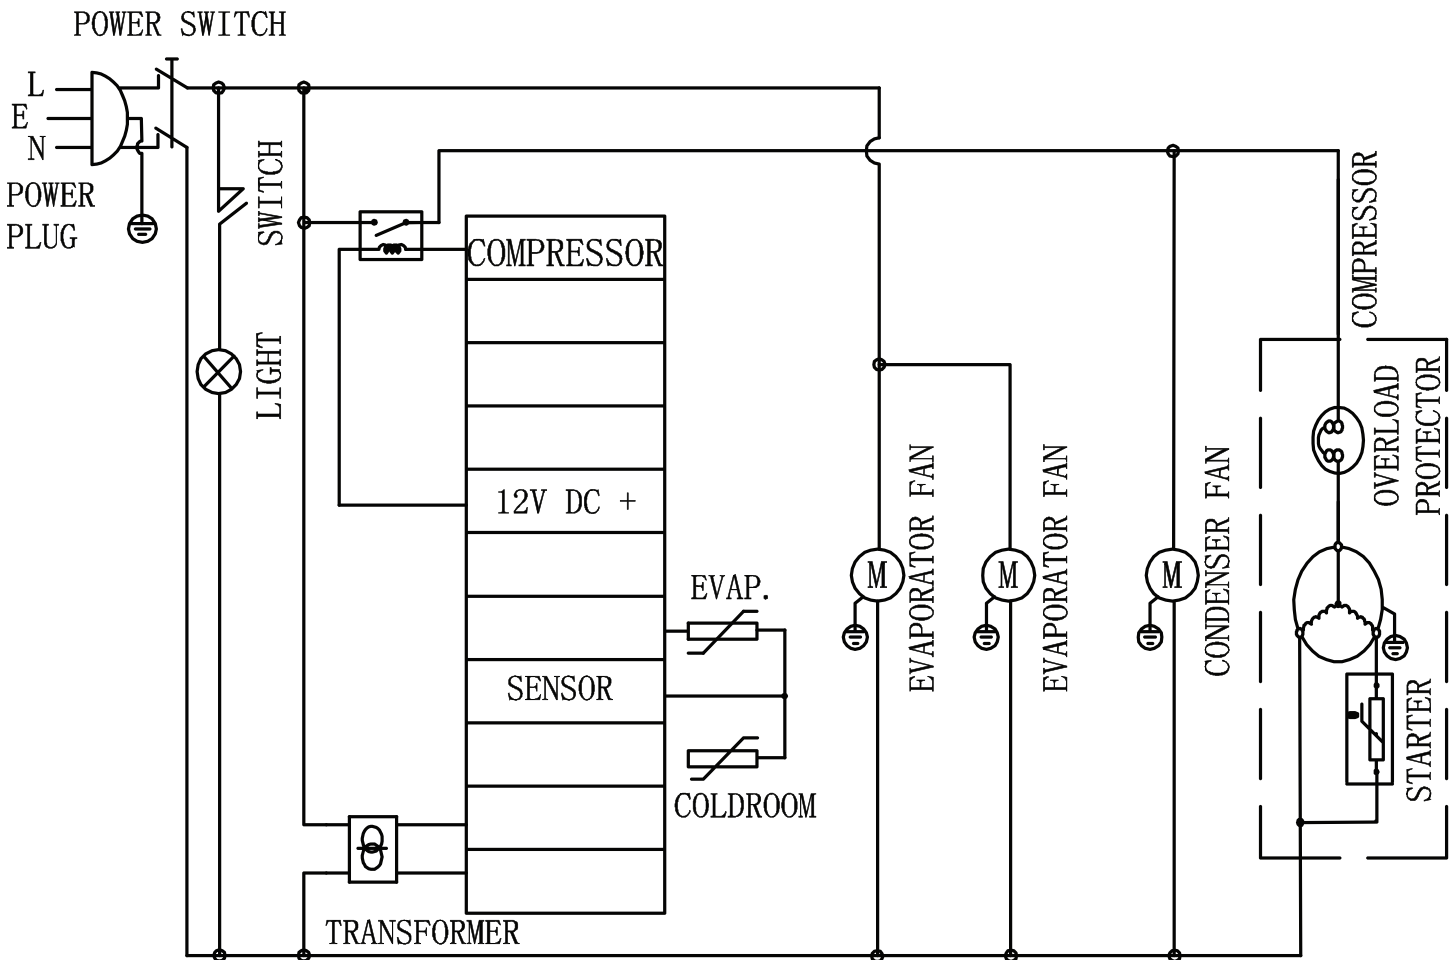 POWER SWITCH
L
E
N
POWER
PLUG
SWITCH
LIGHT
COMPRESSOR
12V DC +
SENSOR
EVAP.
COLDROOM
TRANSFORMER
M
EVAPORATOR FAN
M
EVAPORATOR FAN
M
CONDENSER FAN
COMPRESSOR
OVERLOAD
PROTECTOR
STARTER